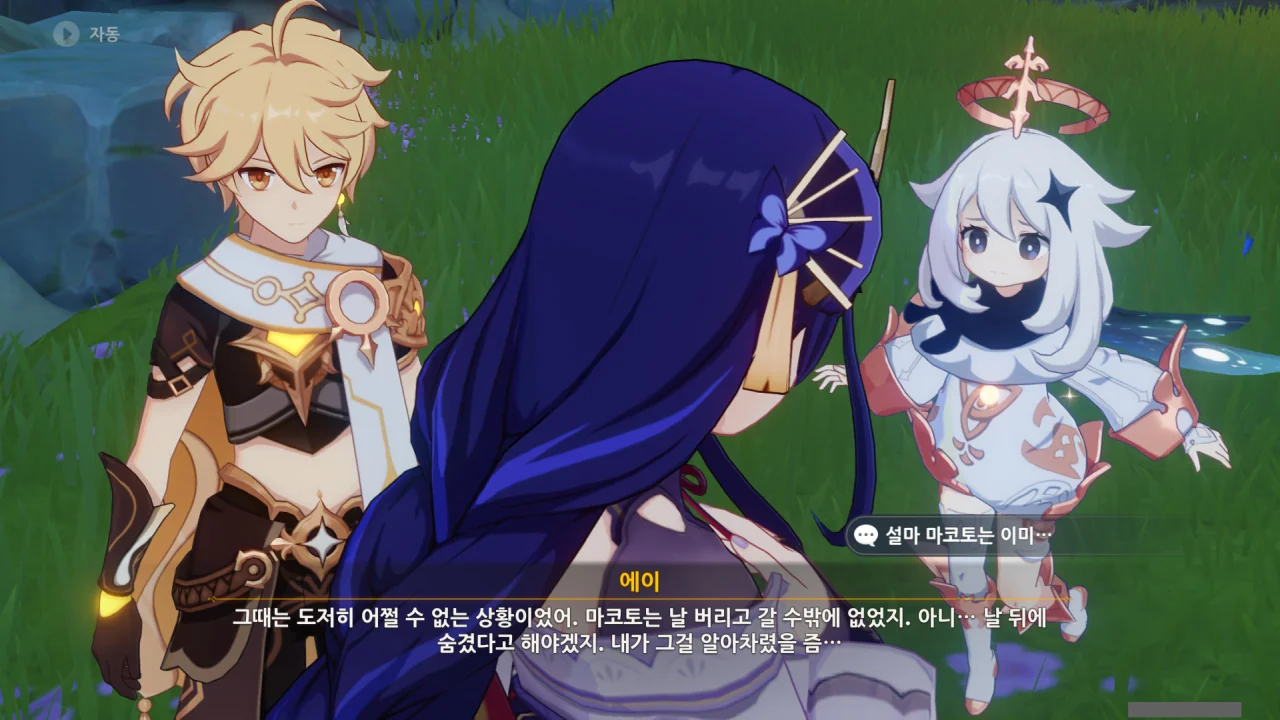 자동
설마 마코토는 이미…
에이
그때는 도저히 어쩔 수 없는 상황이었어. 마코토는 날 버리고 갈 수밖에 없었지. 아니… 날 뒤에
숨겼다고 해야겠지. 내가 그걸 알아차렸을 즘…